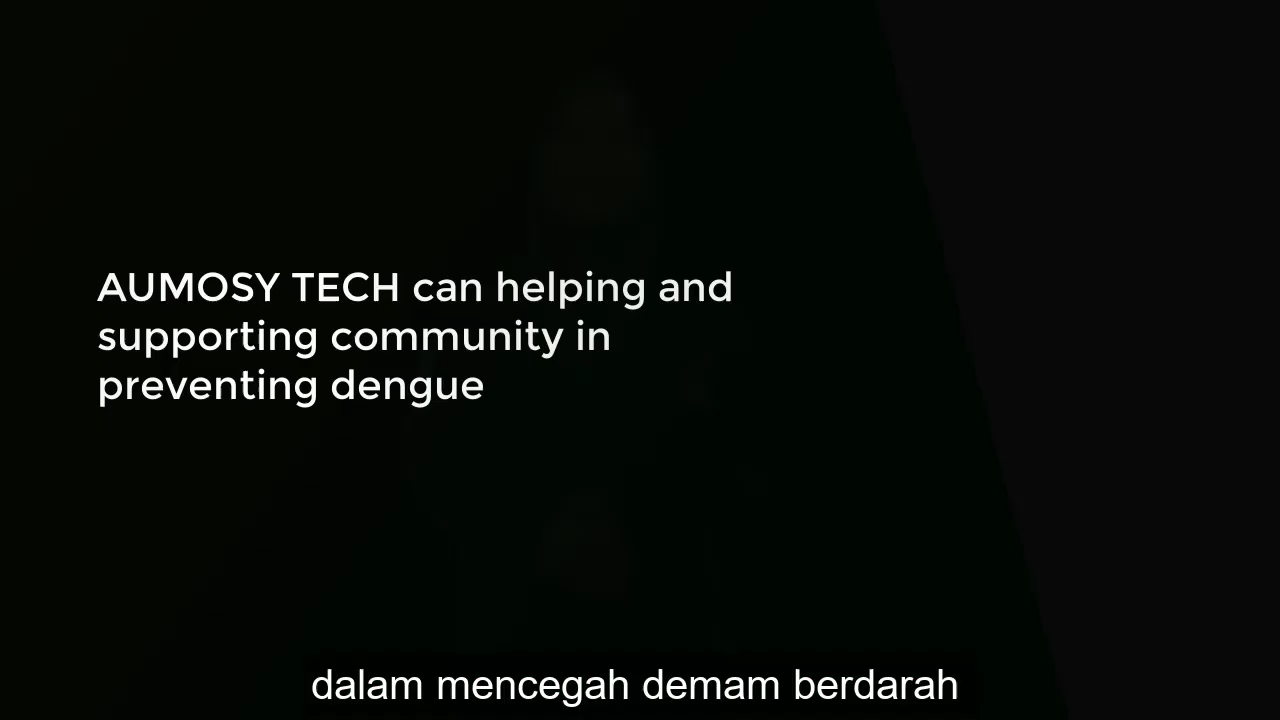 AUMOSY TECH can helping and
supporting community in
preventing dengue
dalam mencegah demam berdarah